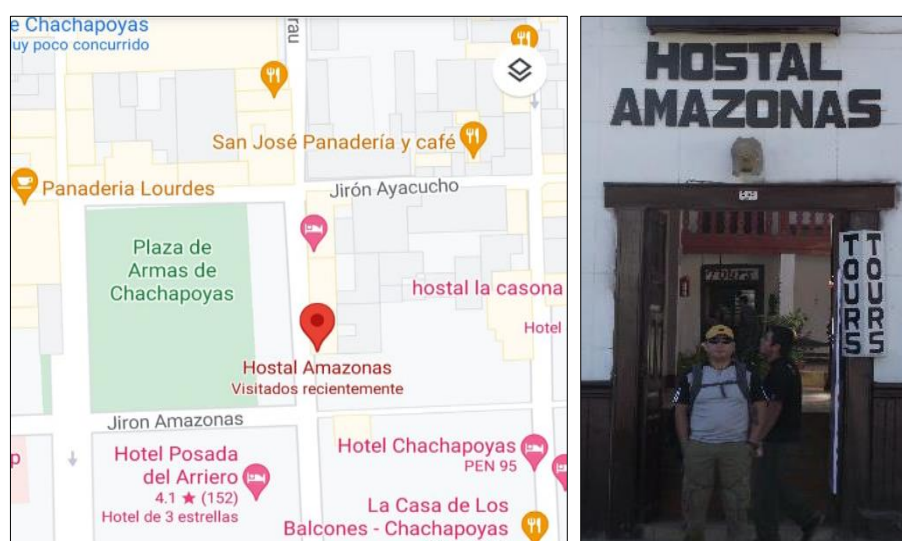 e Chachapoyas
uy poco concurrido
rau
San José Panadería y café
Panaderia Lourdes
Jirón Ayacucho
Plaza de
Armas de
Chachapoyas
hostal la casona
Hotel
Hostal Amazonas
Visitados recientemente
Jiron Amazonas
p
Hotel Posada
del Arriero
4.1 ★ (152)
Hotel de 3 estrellas
Hotel Chachapoyas
PEN 95
La Casa de Los
Balcones - Chachapoyas
HOSTAL
AMAZONAS
TOURS
TOURS
TOURS